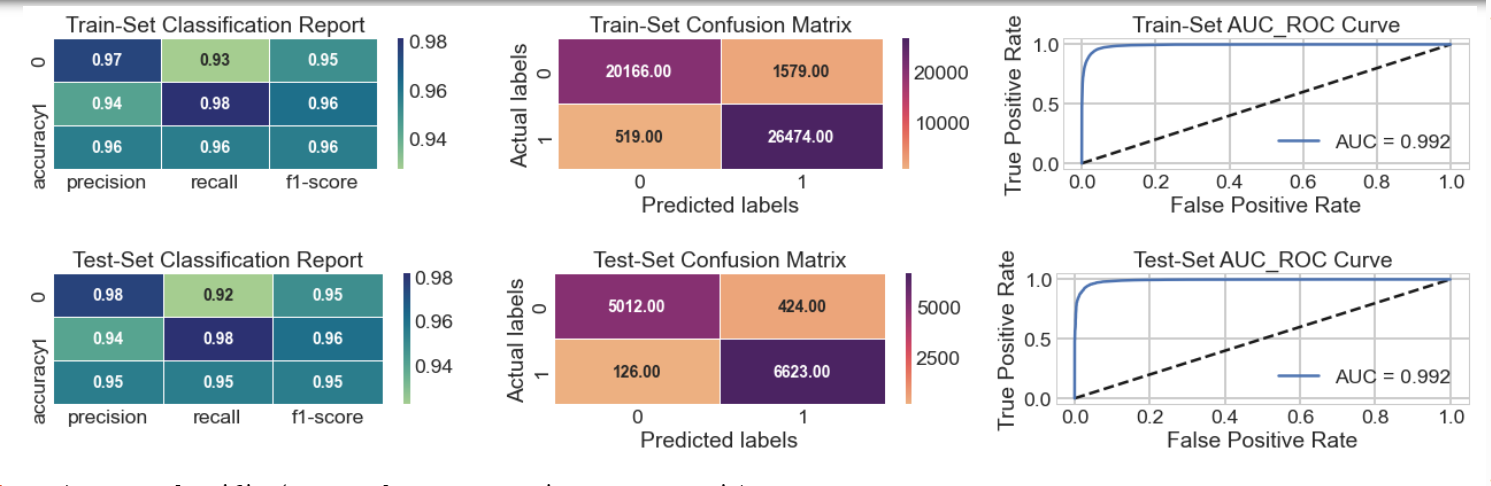 Train-Set Classification Report
0
0.97 0.93 0.95
0.98
accuracy1
0.94 0.98 0.96
0.96
0.96 0.96 0.96
0.94
precision recall f1-score
Train-Set Confusion Matrix
Actual labels
0
20166.00 1579.00
20000
1
519.00 26474.00
10000
0 1
Predicted labels
Train-Set AUC_ROC Curve
True Positive Rate
1.0
0.5
0.0
AUC = 0.992
0.0 0.2 0.4 0.6 0.8 1.0
False Positive Rate
Test-Set Classification Report
0
0.98 0.92 0.95
0.98
accuracy1
0.94 0.98 0.96
0.96
0.95 0.95 0.95
0.94
precision recall f1-score
Test-Set Confusion Matrix
Actual labels
0
5012.00 424.00
5000
1
126.00 6623.00
2500
0 1
Predicted labels
Test-Set AUC_ROC Curve
True Positive Rate
1.0
0.5
0.0
AUC = 0.992
0.0 0.2 0.4 0.6 0.8 1.0
False Positive Rate